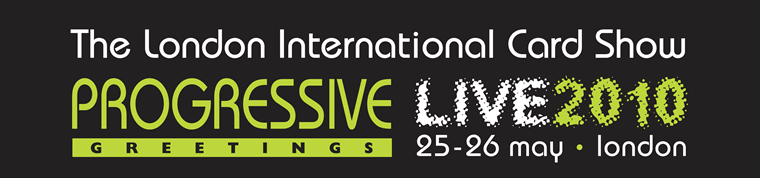 The London International Card Show
PROGRESSIVE LIVE2010
GREETINGS 25-26 may • london